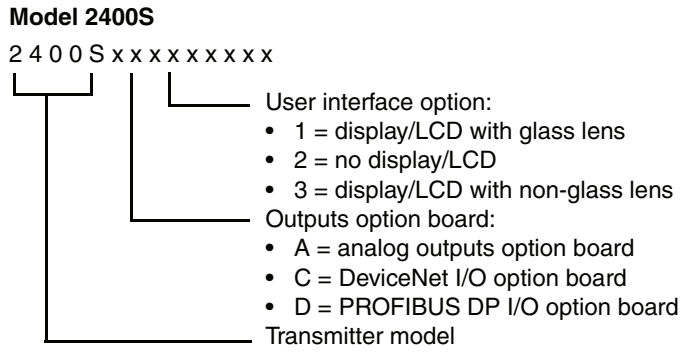 Model 2400S
2 4 0 0 S x x x x x x x x x
User interface option:
• 1 = display/LCD with glass lens
• 2 = no display/LCD
• 3 = display/LCD with non-glass lens
Outputs option board:
• A = analog outputs option board
• C = DeviceNet I/O option board
• D = PROFIBUS DP I/O option board
Transmitter model